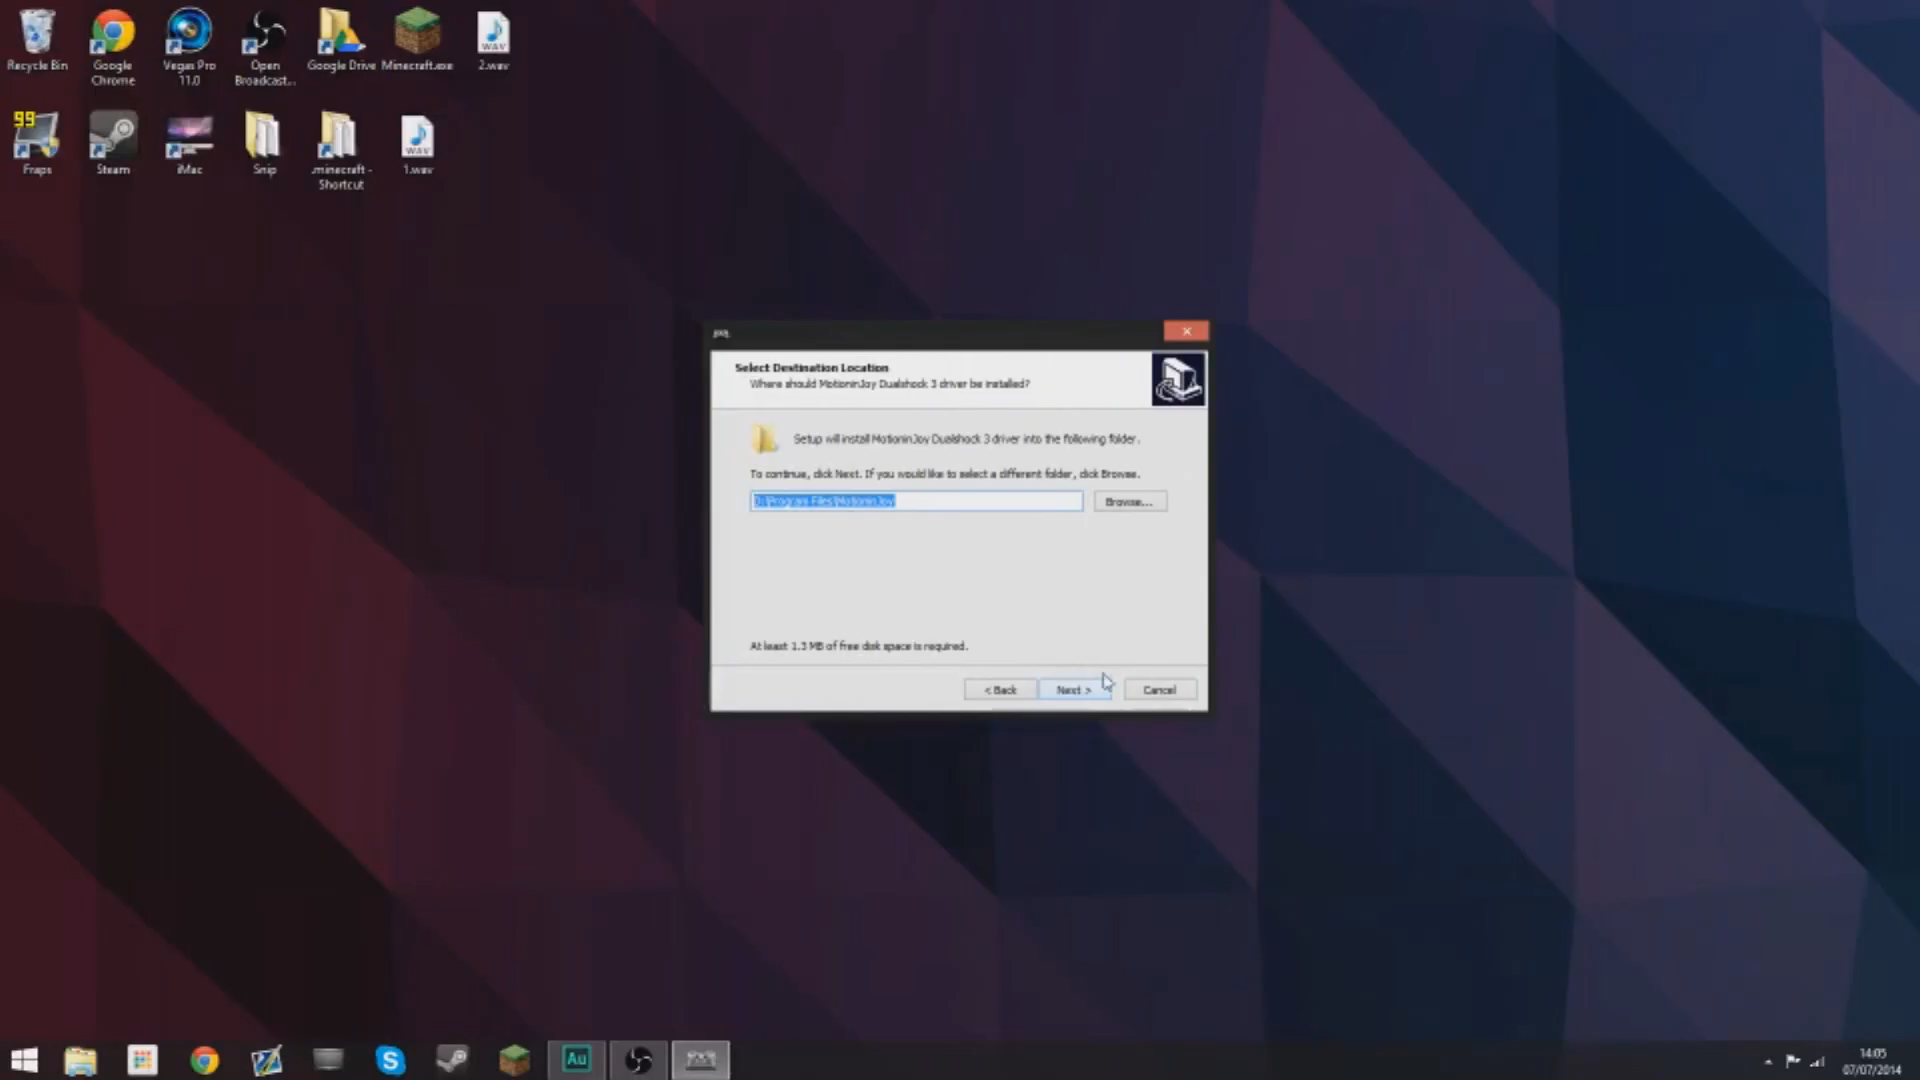 Recycle Bin
Google Chrome
Vegas Pro 11.0
Open Broadcast...
Google Drive
Minecraft.exe
2.wav
99
WAV
Fraps
Steam
iMac
Snip
.minecraft - Shortcut
WAV
1.wav
Select Destination Location
Where should MotioninJoy Dualshock 3 driver be installed?
Setup will install MotioninJoy Dualshock 3 driver into the following folder.
To continue, click Next. If you would like to select a different folder, click Browse.
D:\Program Files\MotioninJoy
Browse...
At least 1.3 MB of free disk space is required.
< Back
Next >
Cancel
Au
14:05
07/07/2014